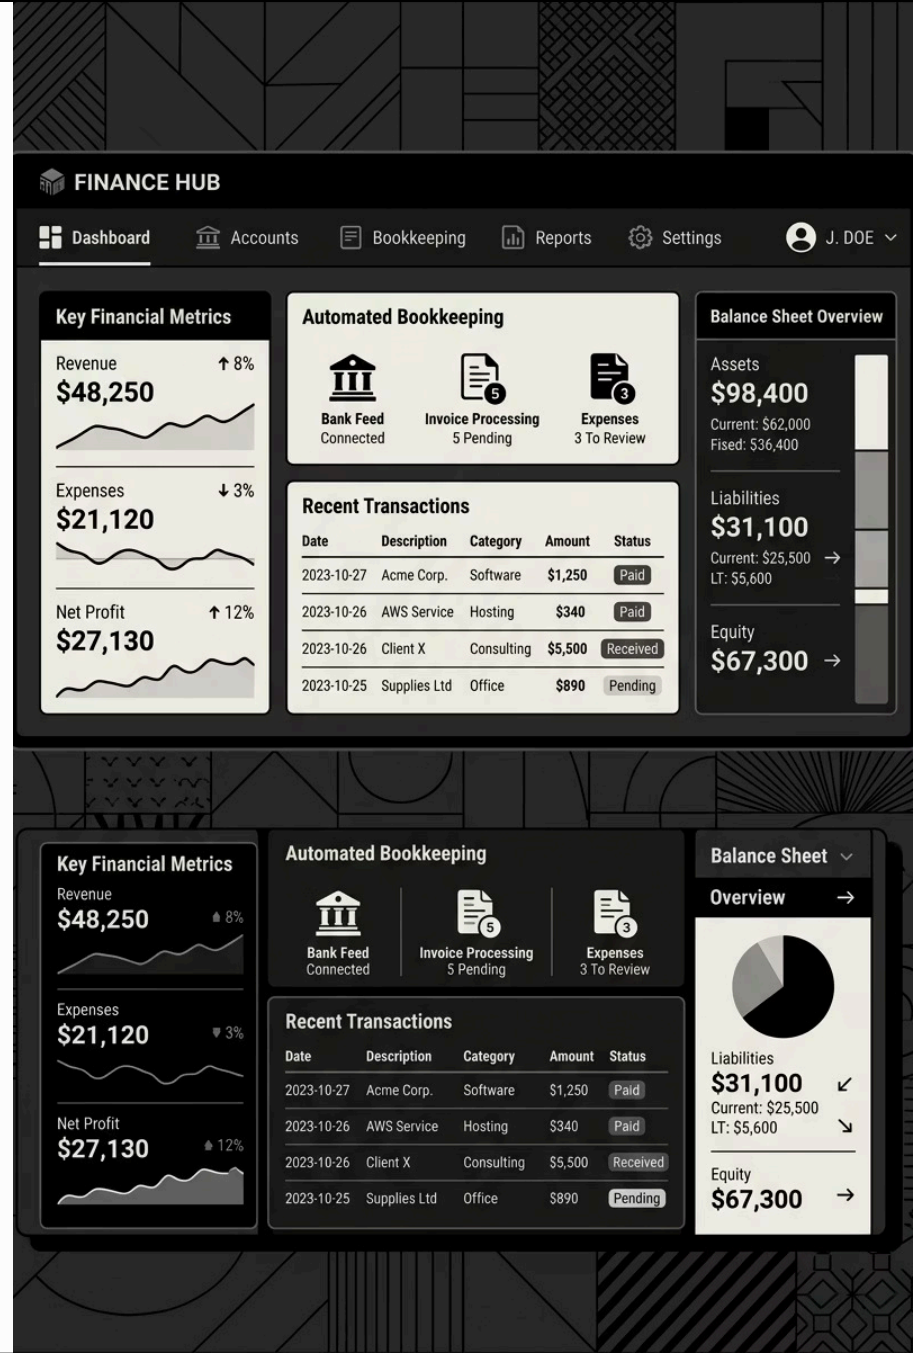 FINANCE HUB
Dashboard Accounts Bookkeeping Reports Settings J. DOE
Key Financial Metrics
Revenue ↑ 8%
$48,250
Expenses ↓ 3%
$21,120
Net Profit ↑ 12%
$27,130
Automated Bookkeeping
5 3
Bank Feed Invoice Processing Expenses
Connected 5 Pending 3 To Review
Recent Transactions
Date Description Category Amount Status
2023-10-27 Acme Corp. Software $1,250 Paid
2023-10-26 AWS Service Hosting $340 Paid
2023-10-26 Client X Consulting $5,500 Received
2023-10-25 Supplies Ltd Office $890 Pending
Balance Sheet Overview
Assets
$98,400
Current: $62,000
Fised: $36,400
Liabilities
$31,100
Current: $25,500 →
LT: $5,600
Equity
$67,300 →
Key Financial Metrics
Revenue
$48,250 8%
Expenses
$21,120 3%
Net Profit
$27,130 12%
Automated Bookkeeping
5 3
Bank Feed Invoice Processing Expenses
Connected 5 Pending 3 To Review
Recent Transactions
Date Description Category Amount Status
2023-10-27 Acme Corp. Software $1,250 Paid
2023-10-26 AWS Service Hosting $340 Paid
2023-10-26 Client X Consulting $5,500 Received
2023-10-25 Supplies Ltd Office $890 Pending
Balance Sheet
Overview →
Liabilities
$31,100 ↙
Current: $25,500
LT: $5,600 ↘
Equity
$67,300 →